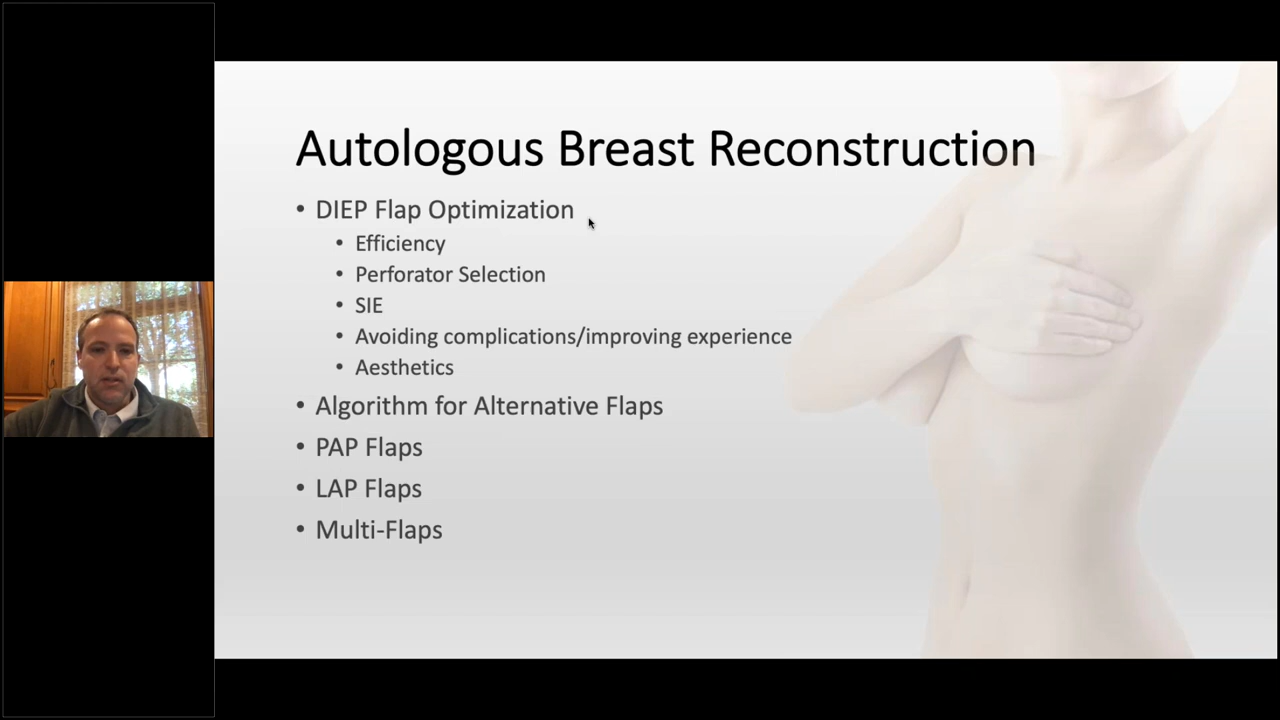 Autologous Breast Reconstruction
• DIEP Flap Optimization
• Efficiency
• Perforator Selection
• SIE
• Avoiding complications/improving experience
• Aesthetics
• Algorithm for Alternative Flaps
• PAP Flaps
• LAP Flaps
• Multi-Flaps